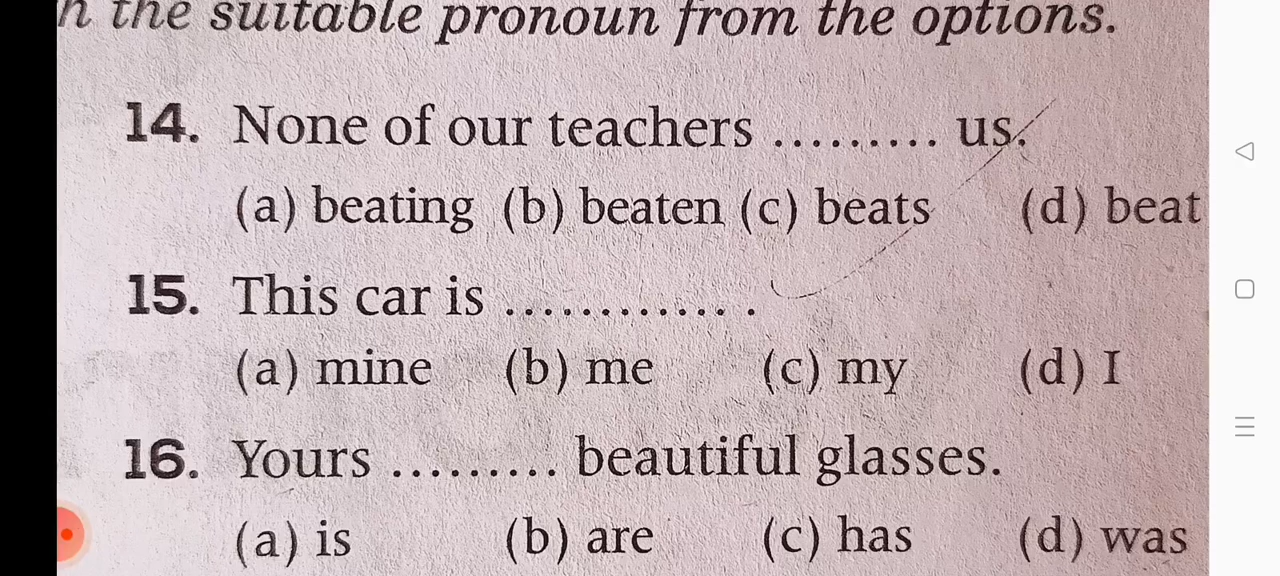 n the suitable pronoun from the options.
14. None of our teachers ......... us.
(a) beating (b) beaten (c) beats (d) beat
15. This car is ............. .
(a) mine (b) me (c) my (d) I
16. Yours ......... beautiful glasses.
(a) is (b) are (c) has (d) was